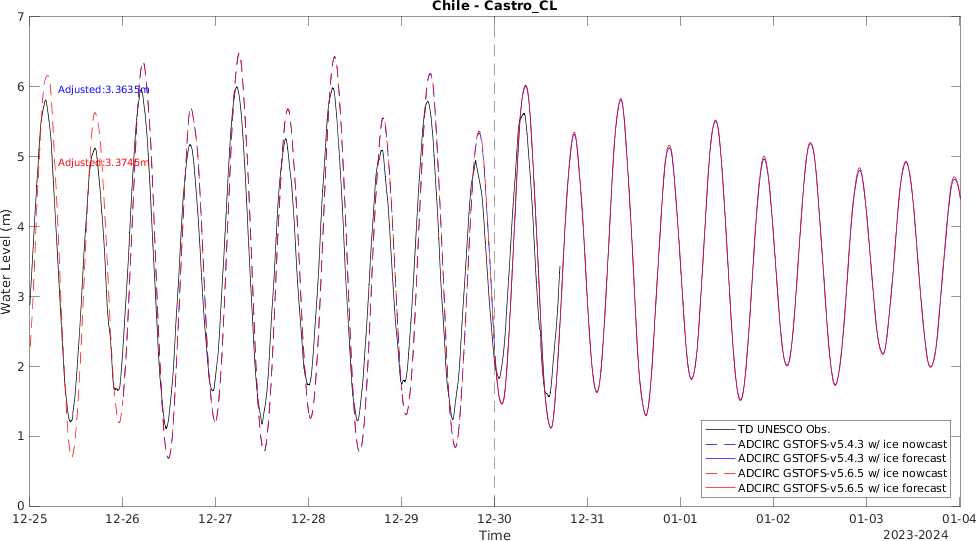 Chile - Castro_CL
7
6
5
4
3
2
1
0
Water Level (m)
Adjusted:3.3635m
Adjusted:3.3745m
TD UNESCO Obs.
ADCIRC GSTOFS-v5.4.3 w/ ice nowcast
ADCIRC GSTOFS-v5.4.3 w/ ice forecast
ADCIRC GSTOFS-v5.6.5 w/ ice nowcast
ADCIRC GSTOFS-v5.6.5 w/ ice forecast
12-25 12-26 12-27 12-28 12-29 12-30 12-31 01-01 01-02 01-03 01-04
Time
2023-2024